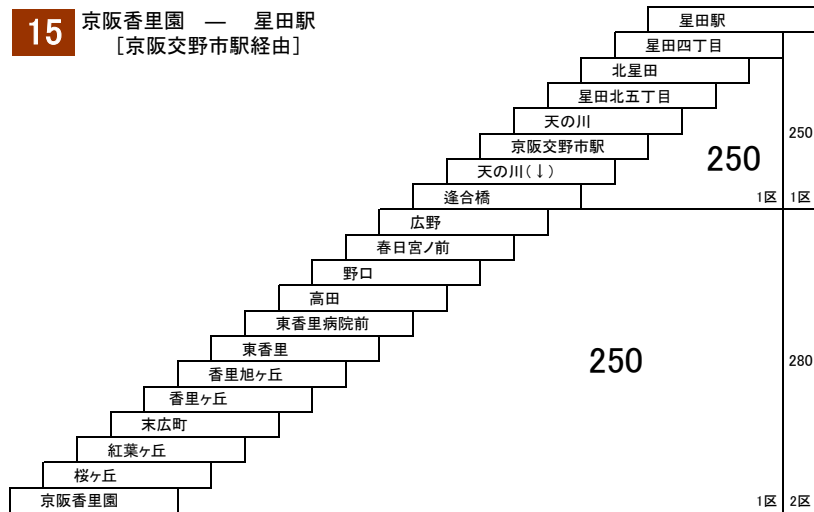 15
京阪香里園 ― 星田駅
[京阪交野市駅経由]
星田駅
星田四丁目
北星田
星田北五丁目
天の川
250
京阪交野市駅
250
天の川(↓)
逢合橋
1区 1区
広野
春日宮ノ前
野口
高田
東香里病院前
東香里
250
280
香里旭ヶ丘
香里ヶ丘
末広町
紅葉ヶ丘
桜ヶ丘
京阪香里園
1区 2区